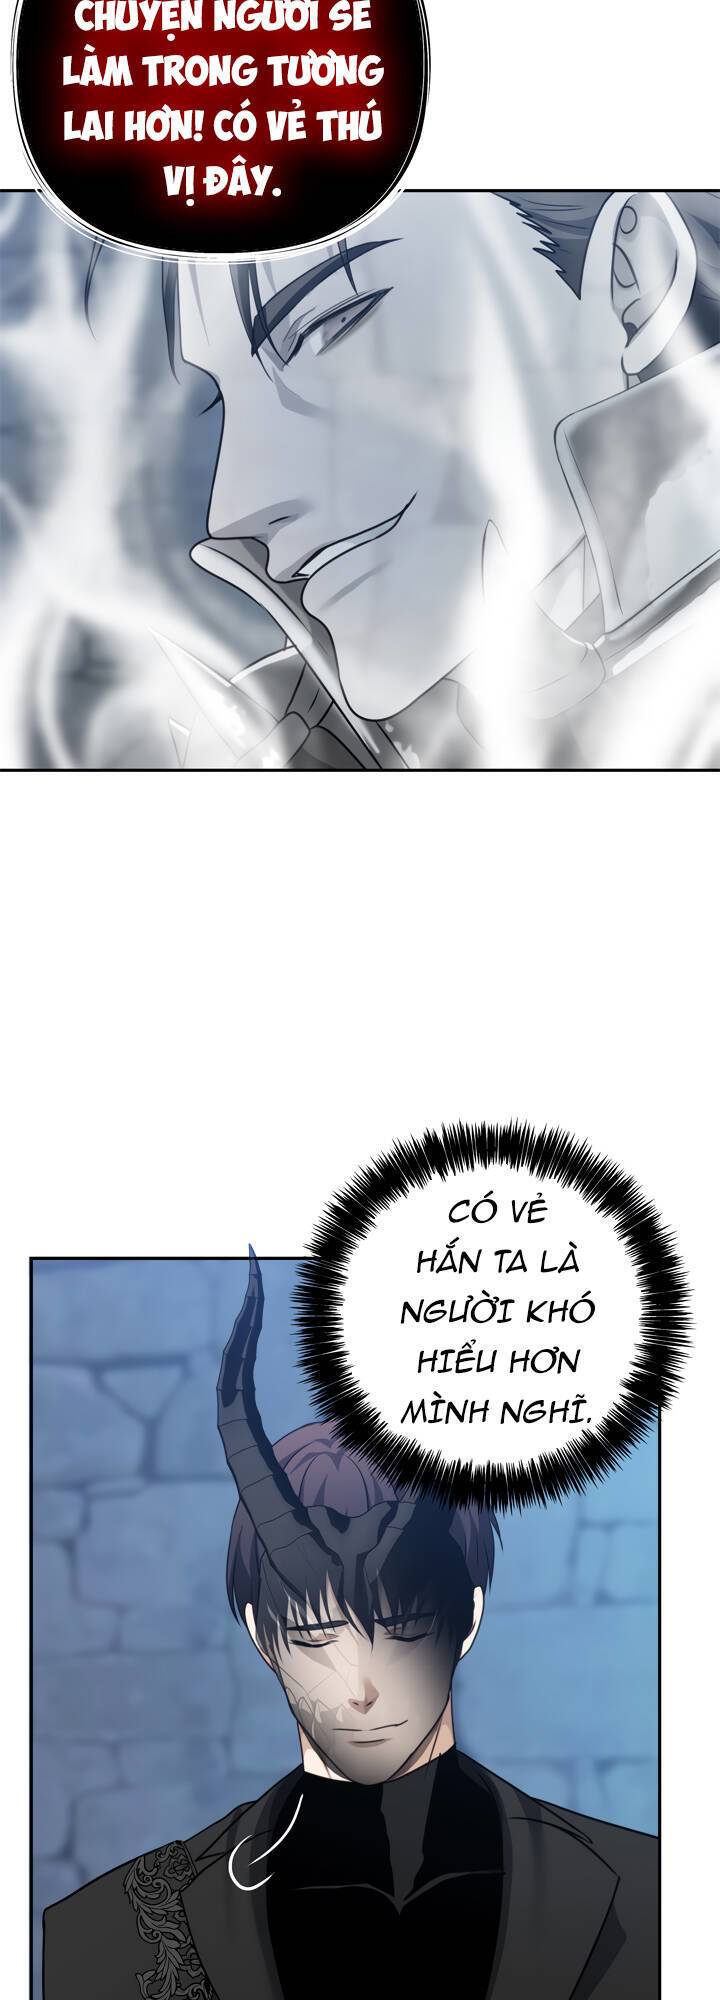 CHUYỆN NGƯƠI SẼ
LÀM TRONG TƯƠNG
LAI HƠN! CÓ VẺ THÚ
VỊ ĐÂY.
CÓ VẺ
HẮN TA LÀ
NGƯỜI KHÓ
HIỂU HƠN
MÌNH NGHĨ.